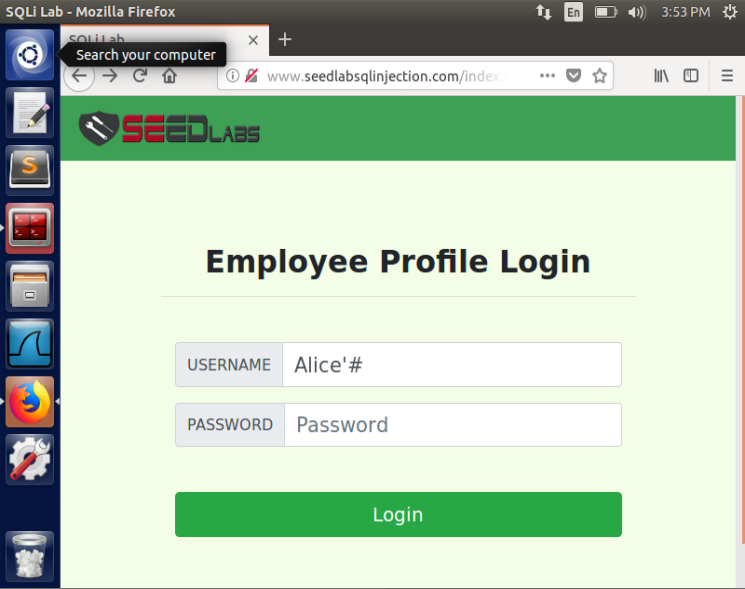 SQLi Lab - Mozilla Firefox
En
3:53 PM
SQLi Lab
Search your computer
www.seedlabsqlinjection.com/index.
SEEDLABS
Employee Profile Login
USERNAME Alice'#
PASSWORD Password
Login